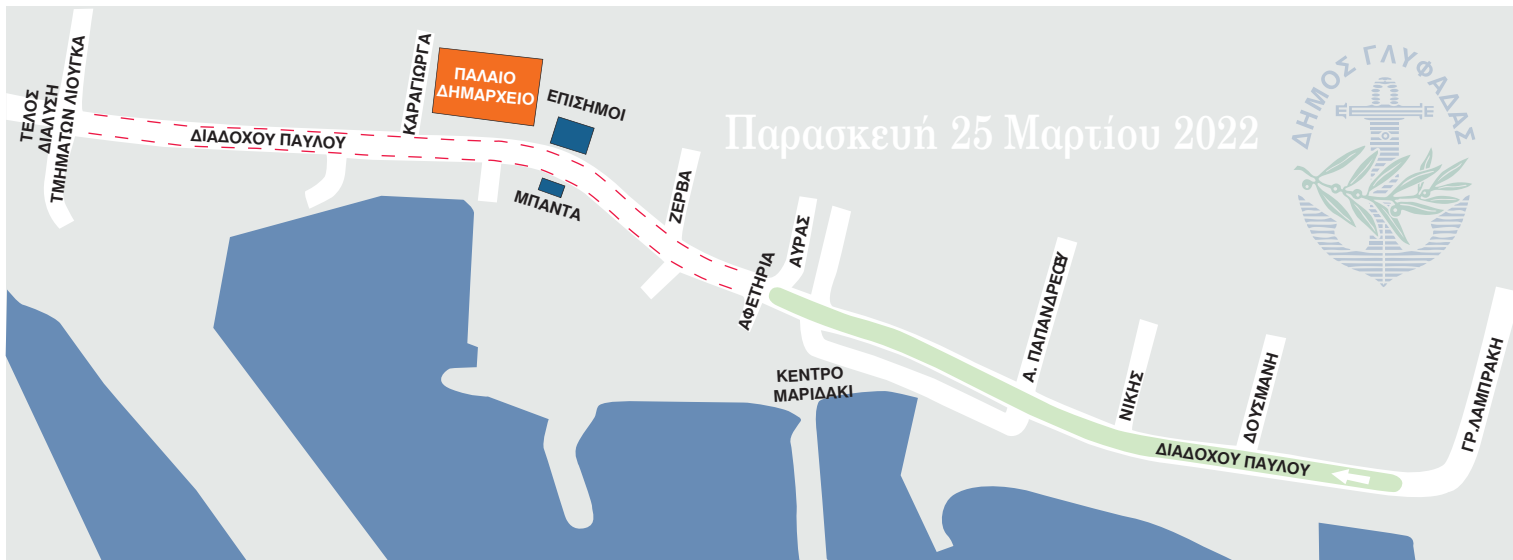 ΔΗΜΟΣ ΓΛΥΦΑΔΑΣ
Παρασκευή 25 Μαρτίου 2022
ΤΕΛΟΣ
ΔΙΑΛΥΣΗ
ΤΜΗΜΑΤΩΝ ΛΙΟΥΓΚΑ
ΔΙΑΔΟΧΟΥ ΠΑΥΛΟΥ
ΚΑΡΑΓΙΩΡΓΑ
ΠΑΛΑΙΟ
ΔΗΜΑΡΧΕΙΟ
ΕΠΙΣΗΜΟΙ
ΜΠΑΝΤΑ
ΖΕΡΒΑ
ΑΦΕΤΗΡΙΑ
ΑΥΡΑΣ
ΚΕΝΤΡΟ
ΜΑΡΙΔΑΚΙ
Α. ΠΑΠΑΝΔΡΕΟΥ
ΝΙΚΗΣ
ΔΟΥΣΜΑΝΗ
ΔΙΑΔΟΧΟΥ ΠΑΥΛΟΥ
ΓΡ.ΛΑΜΠΡΑΚΗ